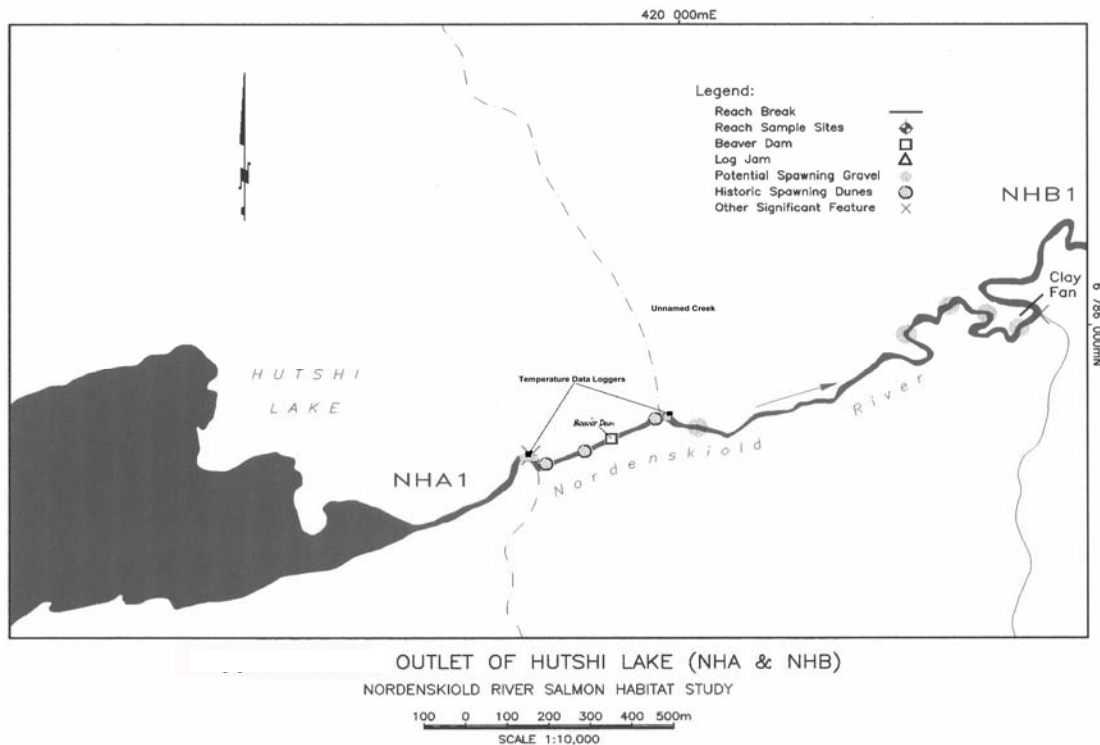 420 000mE
Legend:
Reach Break
Reach Sample Sites
Beaver Dam
Log Jam
Potential Spawning Gravel
Historic Spawning Dunes
Other Significant Feature
NHB1
Clay
Fan
6 786 000mN
Unnamed Creek
HUTSHI
LAKE
Temperature Data Loggers
Beaver Dam
River
Nordenskiold
NHA1
OUTLET OF HUTSHI LAKE (NHA & NHB)
NORDENSKIOLD RIVER SALMON HABITAT STUDY
100 0 100 200 300 400 500m
SCALE 1:10,000